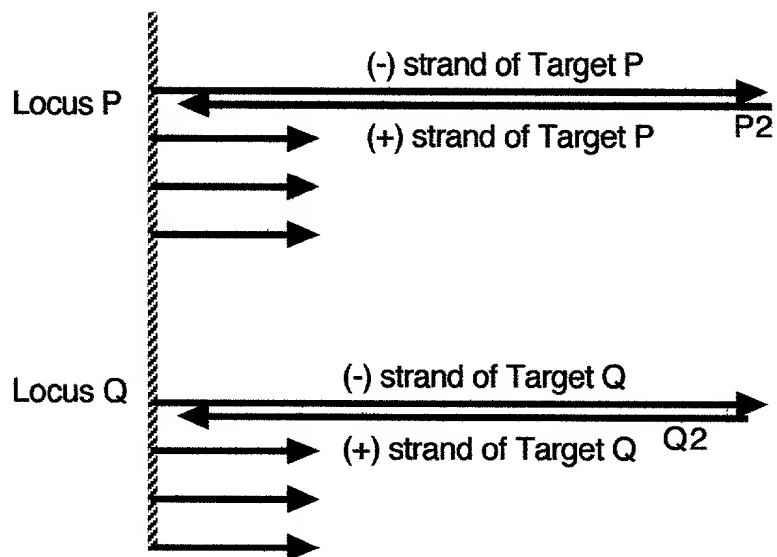 (-) strand of Target P
Locus P
(+) strand of Target P
P2
(-) strand of Target Q
Locus Q
(+) strand of Target Q
Q2